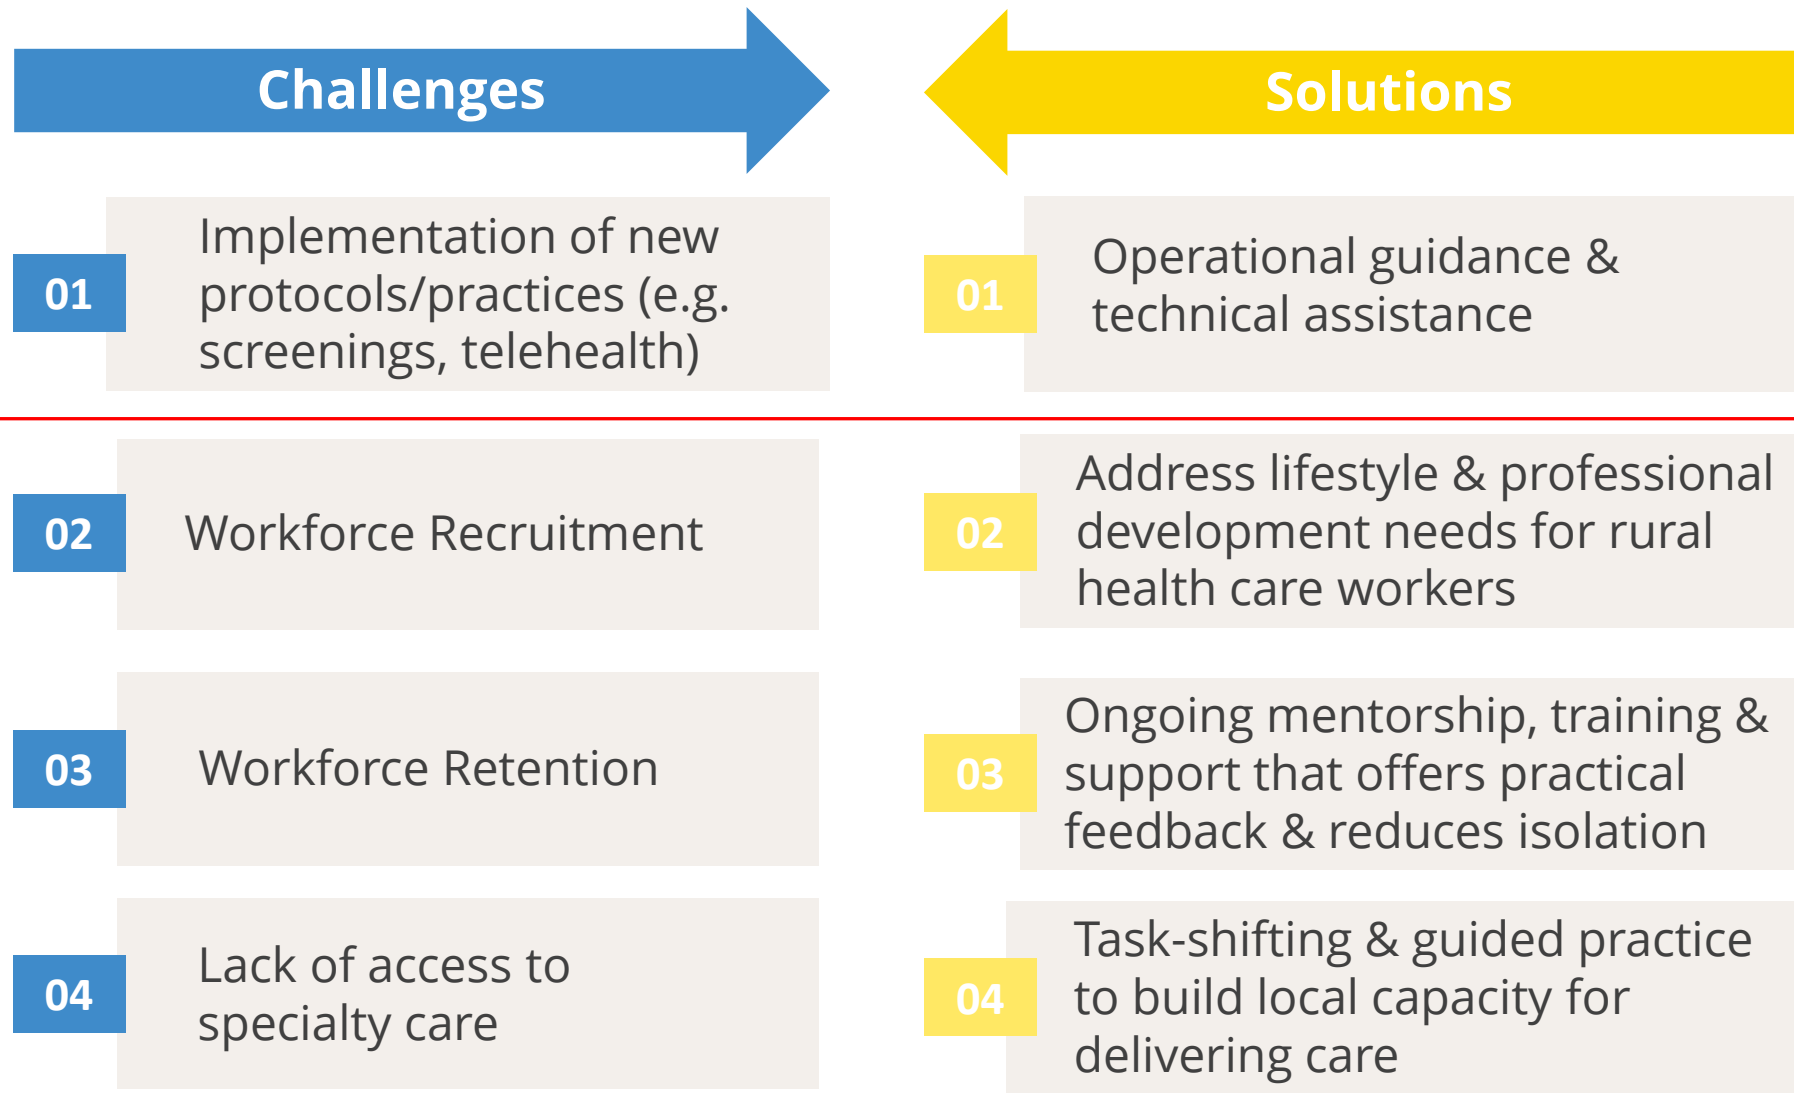 Challenges
Solutions
01
Implementation of new
protocols/practices (e.g.
screenings, telehealth)
01
Operational guidance &
technical assistance
02
Workforce Recruitment
02
Address lifestyle & professional
development needs for rural
health care workers
03
Workforce Retention
03
Ongoing mentorship, training &
support that offers practical
feedback & reduces isolation
04
Lack of access to
specialty care
04
Task-shifting & guided practice
to build local capacity for
delivering care